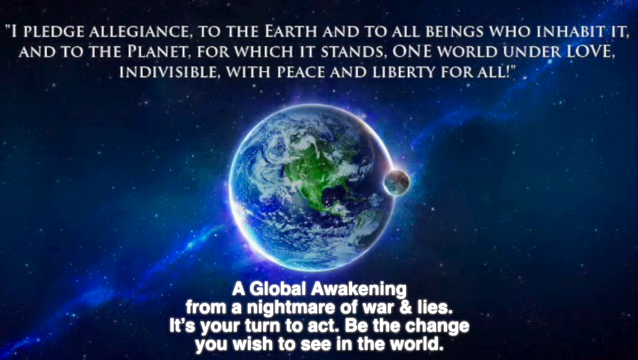 "I PLEDGE ALLEGIANCE, TO THE EARTH AND TO ALL BEINGS WHO INHABIT IT,
AND TO THE PLANET, FOR WHICH IT STANDS, ONE WORLD UNDER LOVE,
INDIVISIBLE, WITH PEACE AND LIBERTY FOR ALL!"
A Global Awakening
from a nightmare of war & lies.
It's your turn to act. Be the change
you wish to see in the world.